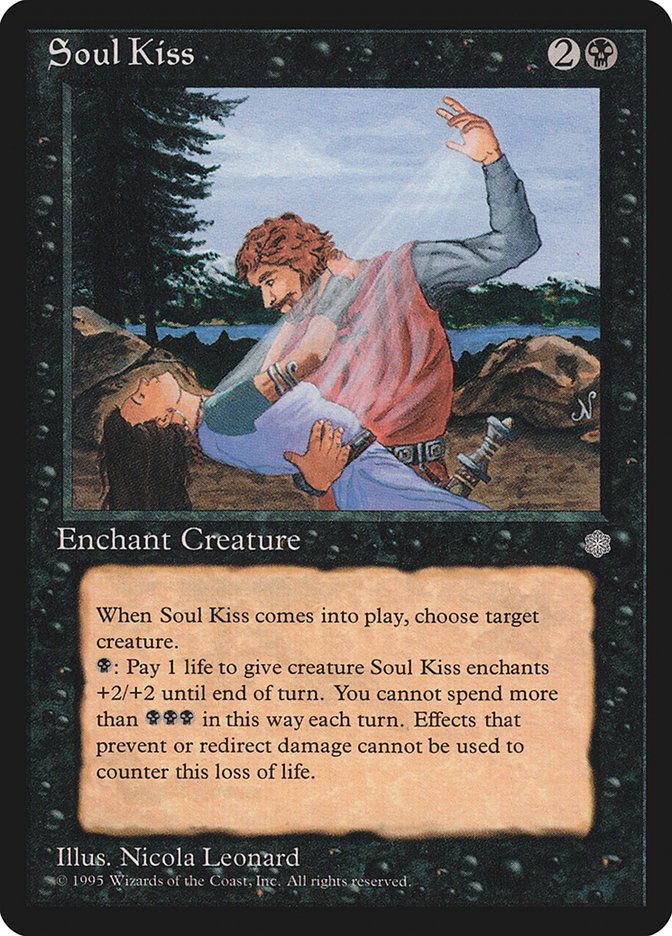 Soul Kiss
2
Enchant Creature
When Soul Kiss comes into play, choose target
creature.
: Pay 1 life to give creature Soul Kiss enchants
+2/+2 until end of turn. You cannot spend more
than in this way each turn. Effects that
prevent or redirect damage cannot be used to
counter this loss of life.
Illus. Nicola Leonard
© 1995 Wizards of the Coast, Inc. All rights reserved.